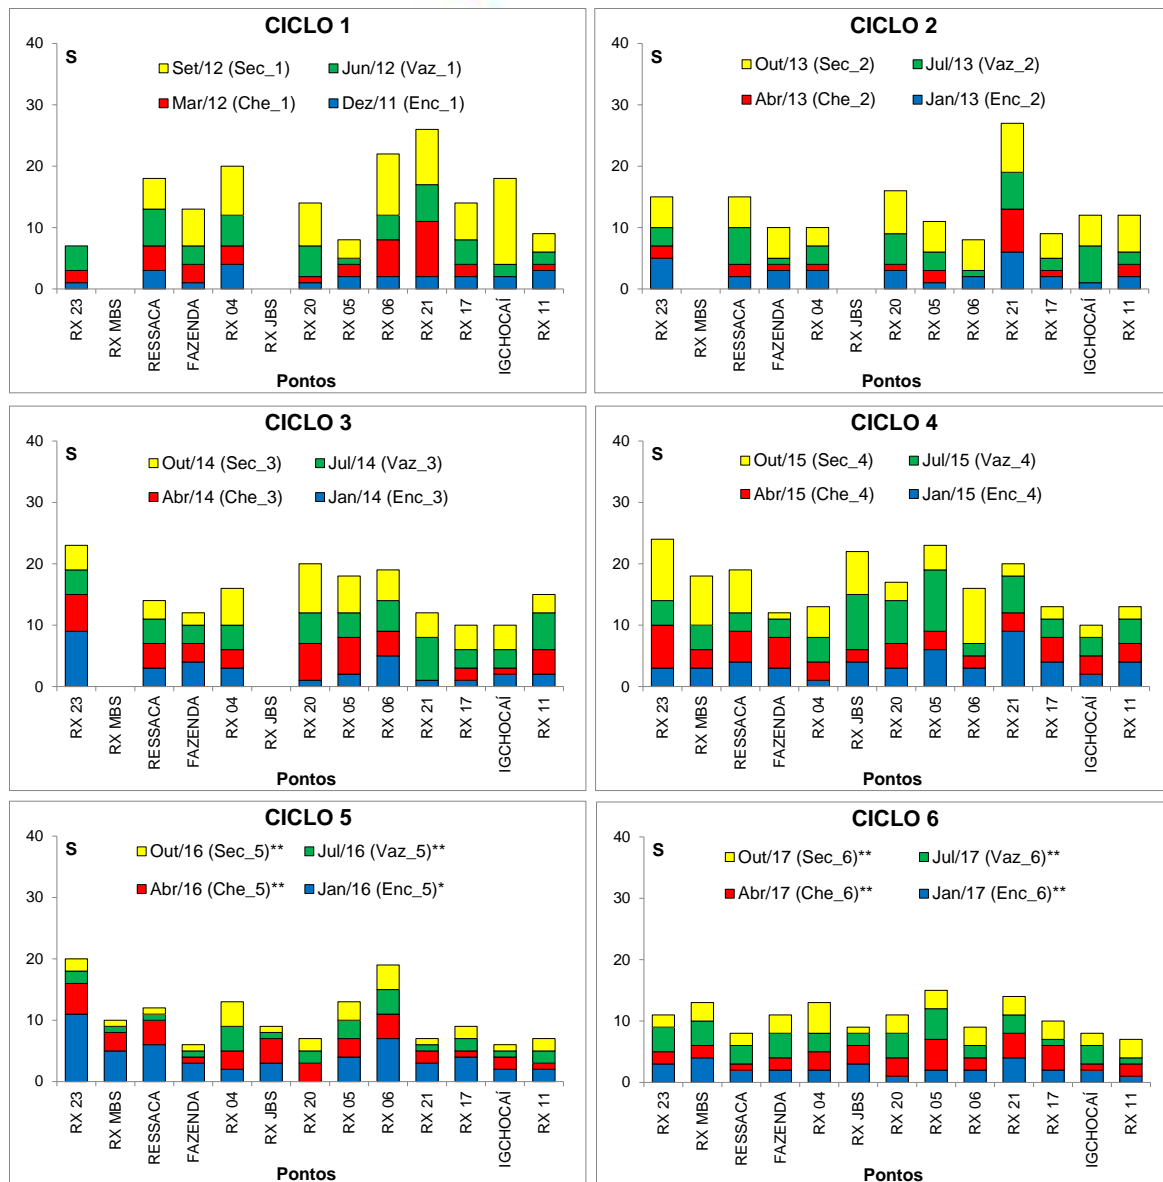 CICLO 1
40
30
20
10
0
S
Set/12 (Sec_1) Jun/12 (Vaz_1)
Mar/12 (Che_1) Dez/11 (Enc_1)
RX 23 RX MBS RESSACA FAZENDA RX 04 RX JBS RX 20 RX 05 RX 06 RX 21 RX 17 IGCHOCAÍ RX 11
Pontos
CICLO 2
40
30
20
10
0
S
Out/13 (Sec_2) Jul/13 (Vaz_2)
Abr/13 (Che_2) Jan/13 (Enc_2)
RX 23 RX MBS RESSACA FAZENDA RX 04 RX JBS RX 20 RX 05 RX 06 RX 21 RX 17 IGCHOCAÍ RX 11
Pontos
CICLO 3
40
30
20
10
0
S
Out/14 (Sec_3) Jul/14 (Vaz_3)
Abr/14 (Che_3) Jan/14 (Enc_3)
RX 23 RX MBS RESSACA FAZENDA RX 04 RX JBS RX 20 RX 05 RX 06 RX 21 RX 17 IGCHOCAÍ RX 11
Pontos
CICLO 4
40
30
20
10
0
S
Out/15 (Sec_4) Jul/15 (Vaz_4)
Abr/15 (Che_4) Jan/15 (Enc_4)
RX 23 RX MBS RESSACA FAZENDA RX 04 RX JBS RX 20 RX 05 RX 06 RX 21 RX 17 IGCHOCAÍ RX 11
Pontos
CICLO 5
40
30
20
10
0
S
Out/16 (Sec_5)** Jul/16 (Vaz_5)**
Abr/16 (Che_5)** Jan/16 (Enc_5)*
RX 23 RX MBS RESSACA FAZENDA RX 04 RX JBS RX 20 RX 05 RX 06 RX 21 RX 17 IGCHOCAÍ RX 11
Pontos
CICLO 6
40
30
20
10
0
S
Out/17 (Sec_6)** Jul/17 (Vaz_6)**
Abr/17 (Che_6)** Jan/17 (Enc_6)**
RX 23 RX MBS RESSACA FAZENDA RX 04 RX JBS RX 20 RX 05 RX 06 RX 21 RX 17 IGCHOCAÍ RX 11
Pontos